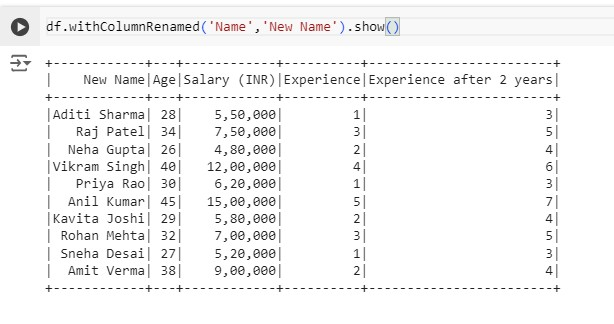 df.withColumnRenamed('Name','New Name').show()
+------------+---+------------+----------+------------------------+
|    New Name|Age|Salary (INR)|Experience|Experience after 2 years|
+------------+---+------------+----------+------------------------+
|Aditi Sharma| 28|    5,50,000|         1|                       3|
|   Raj Patel| 34|    7,50,000|         3|                       5|
|  Neha Gupta| 26|    4,80,000|         2|                       4|
|Vikram Singh| 40|   12,00,000|         4|                       6|
|   Priya Rao| 30|    6,20,000|         1|                       3|
|  Anil Kumar| 45|   15,00,000|         5|                       7|
|Kavita Joshi| 29|    5,80,000|         2|                       4|
| Rohan Mehta| 32|    7,00,000|         3|                       5|
| Sneha Desai| 27|    5,20,000|         1|                       3|
|  Amit Verma| 38|    9,00,000|         2|                       4|
+------------+---+------------+----------+------------------------+